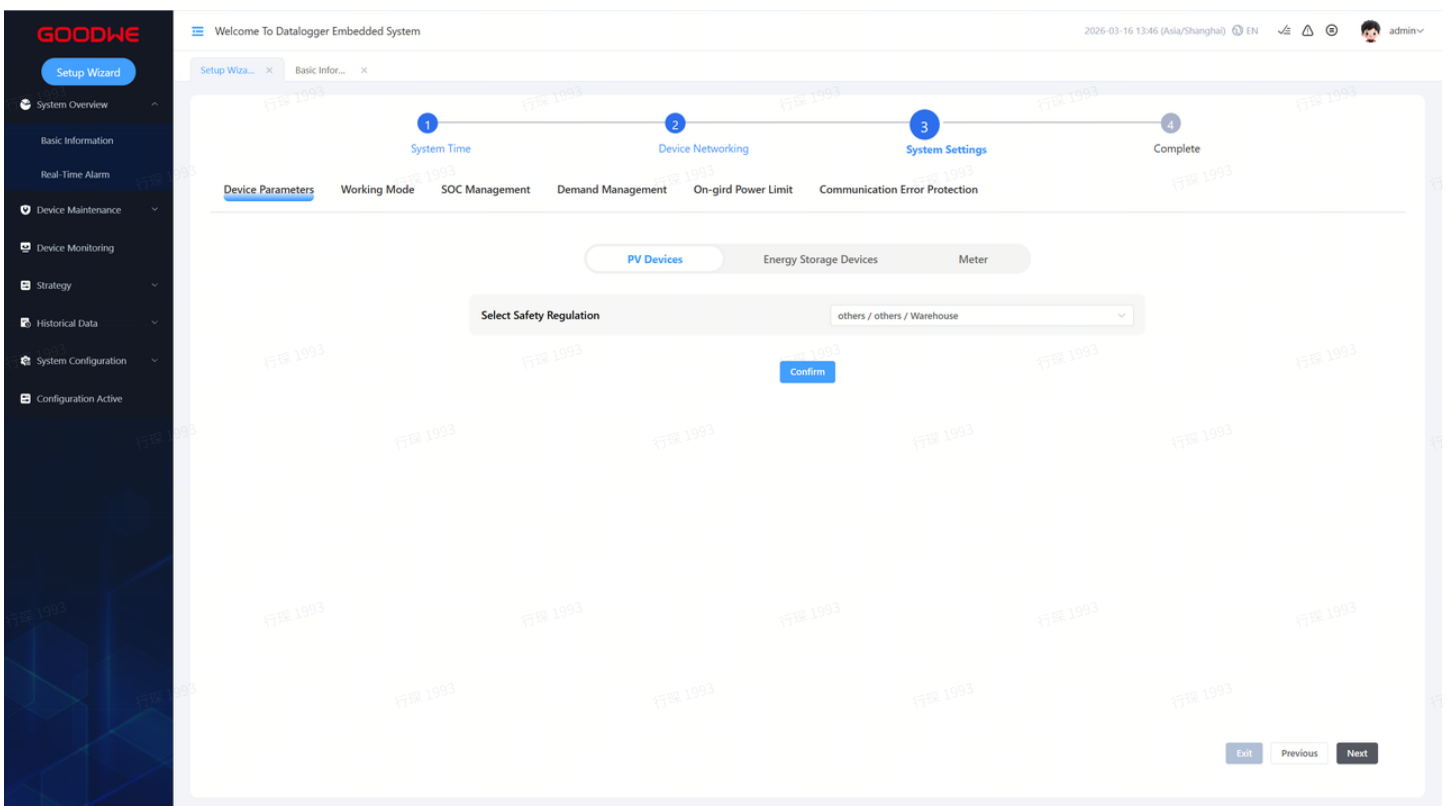 GOODWE
Welcome To Datalogger Embedded System
2026-03-16 13:46 (Asia/Shanghai) EN
admin
Setup Wizard
Setup Wiza...
Basic Infor...
System Overview
Basic Information
Real-Time Alarm
Device Maintenance
Device Monitoring
Strategy
Historical Data
System Configuration
Configuration Active
1
2
3
4
System Time
Device Networking
System Settings
Complete
Device Parameters
Working Mode
SOC Management
Demand Management
On-gird Power Limit
Communication Error Protection
PV Devices
Energy Storage Devices
Meter
Select Safety Regulation
others / others / Warehouse
Confirm
Exit
Previous
Next
行琛 1993